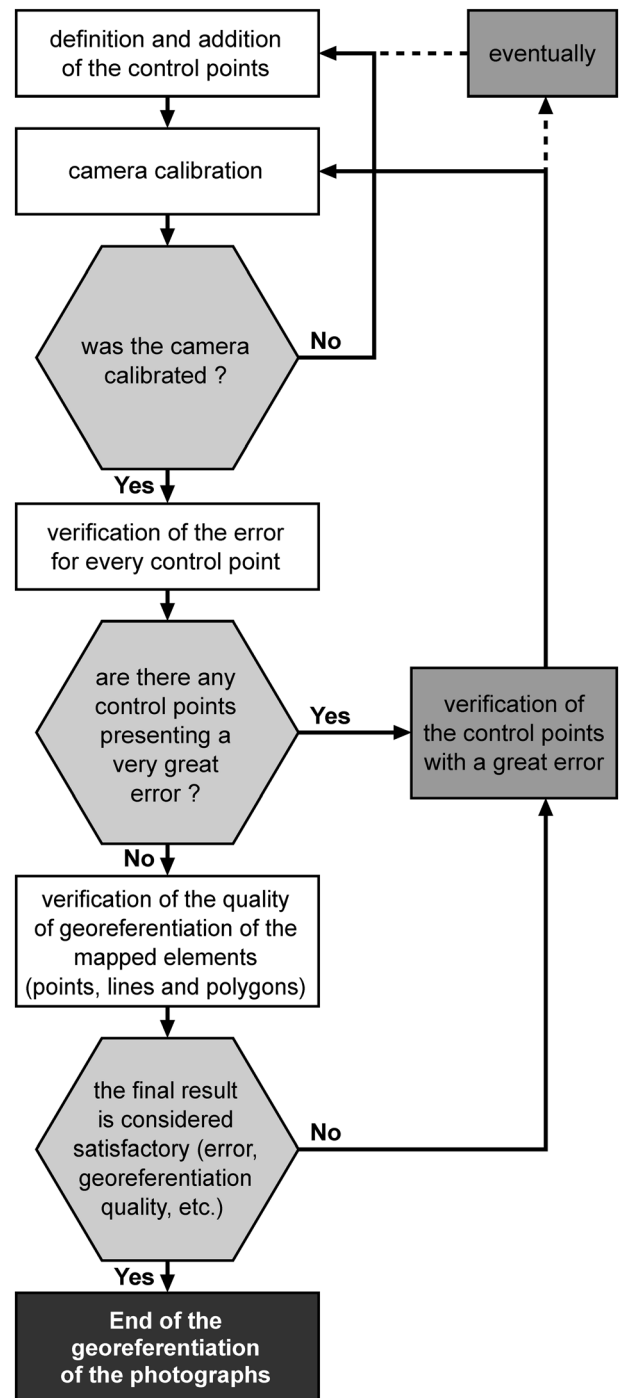 definition and addition
of the control points
eventually
camera calibration
was the camera
calibrated ?
No
Yes
verification of the error
for every control point
are there any
control points
presenting a
very great
error ?
Yes
verification of
the control points
with a great error
No
verification of the quality
of georeferentiation of the
mapped elements
(points, lines and polygons)
the final result
is considered
satisfactory (error,
georeferentiation
quality, etc.)
No
Yes
End of the
georeferentiation
of the photographs